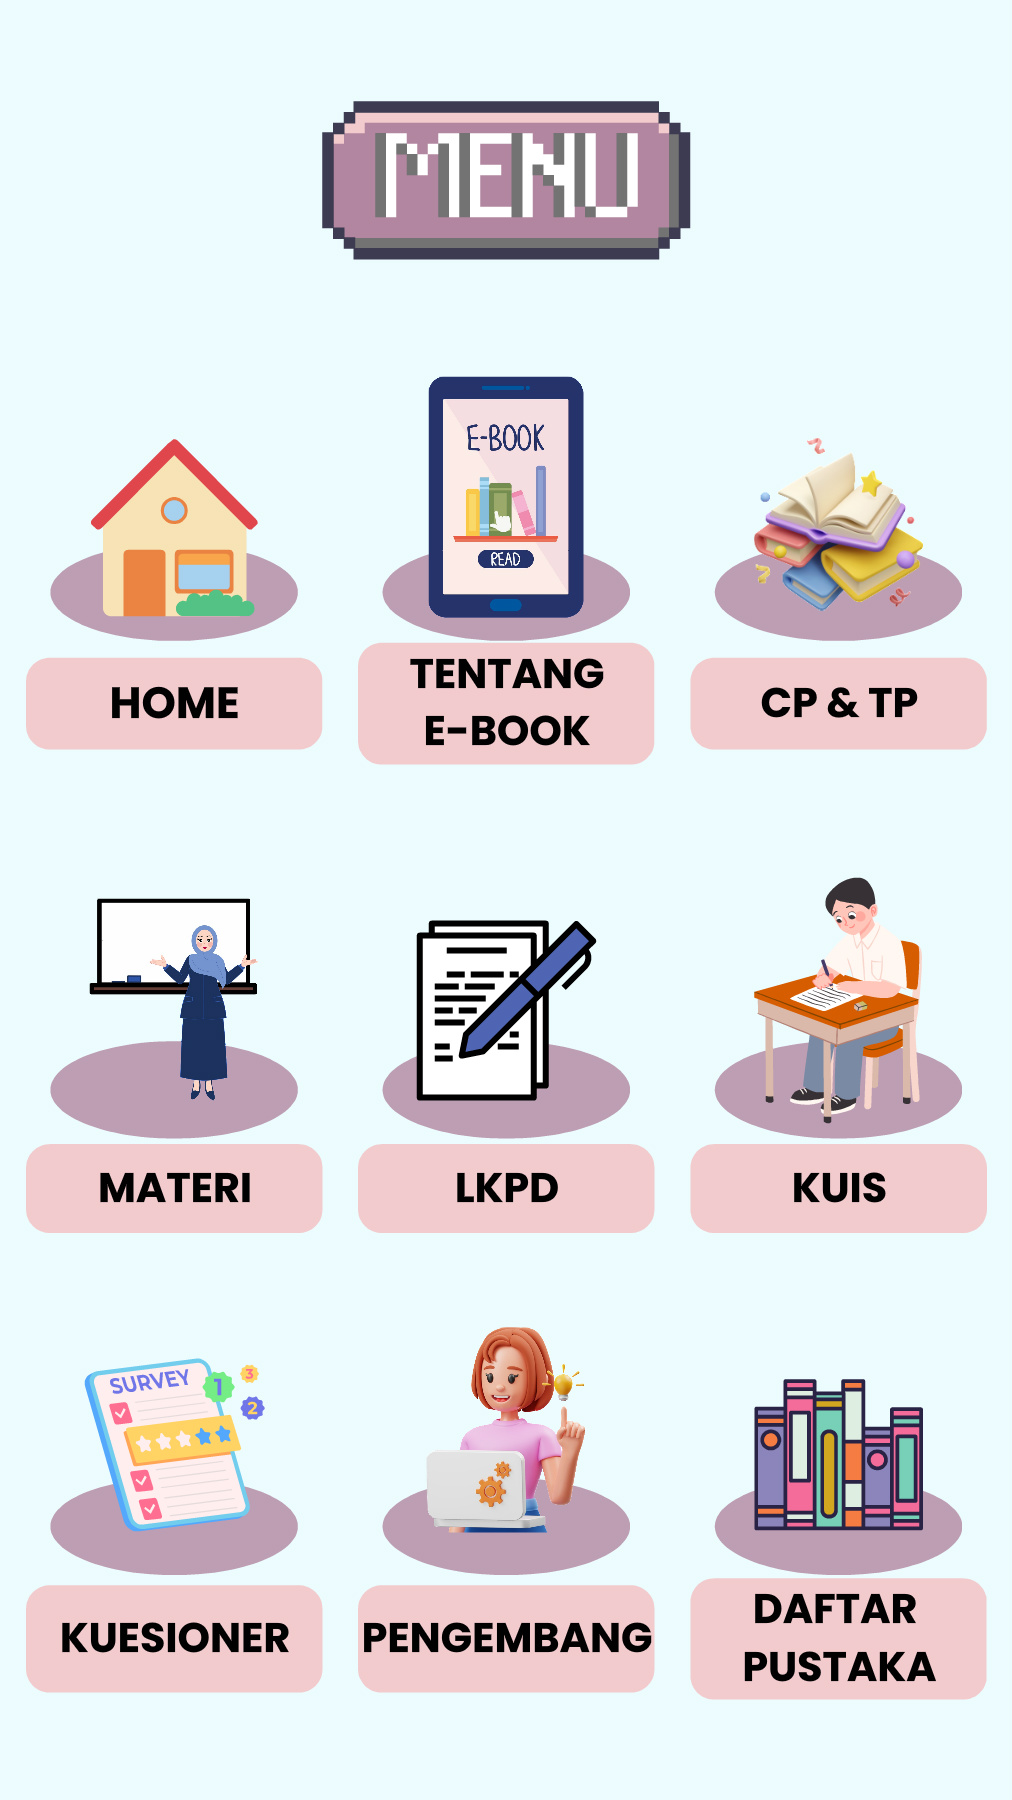 MENU
E-BOOK
READ
HOME
TENTANG
E-BOOK
CP & TP
MATERI
LKPD
KUIS
SURVEY
1
3
2
KUESIONER
PENGEMBANG
DAFTAR
PUSTAKA